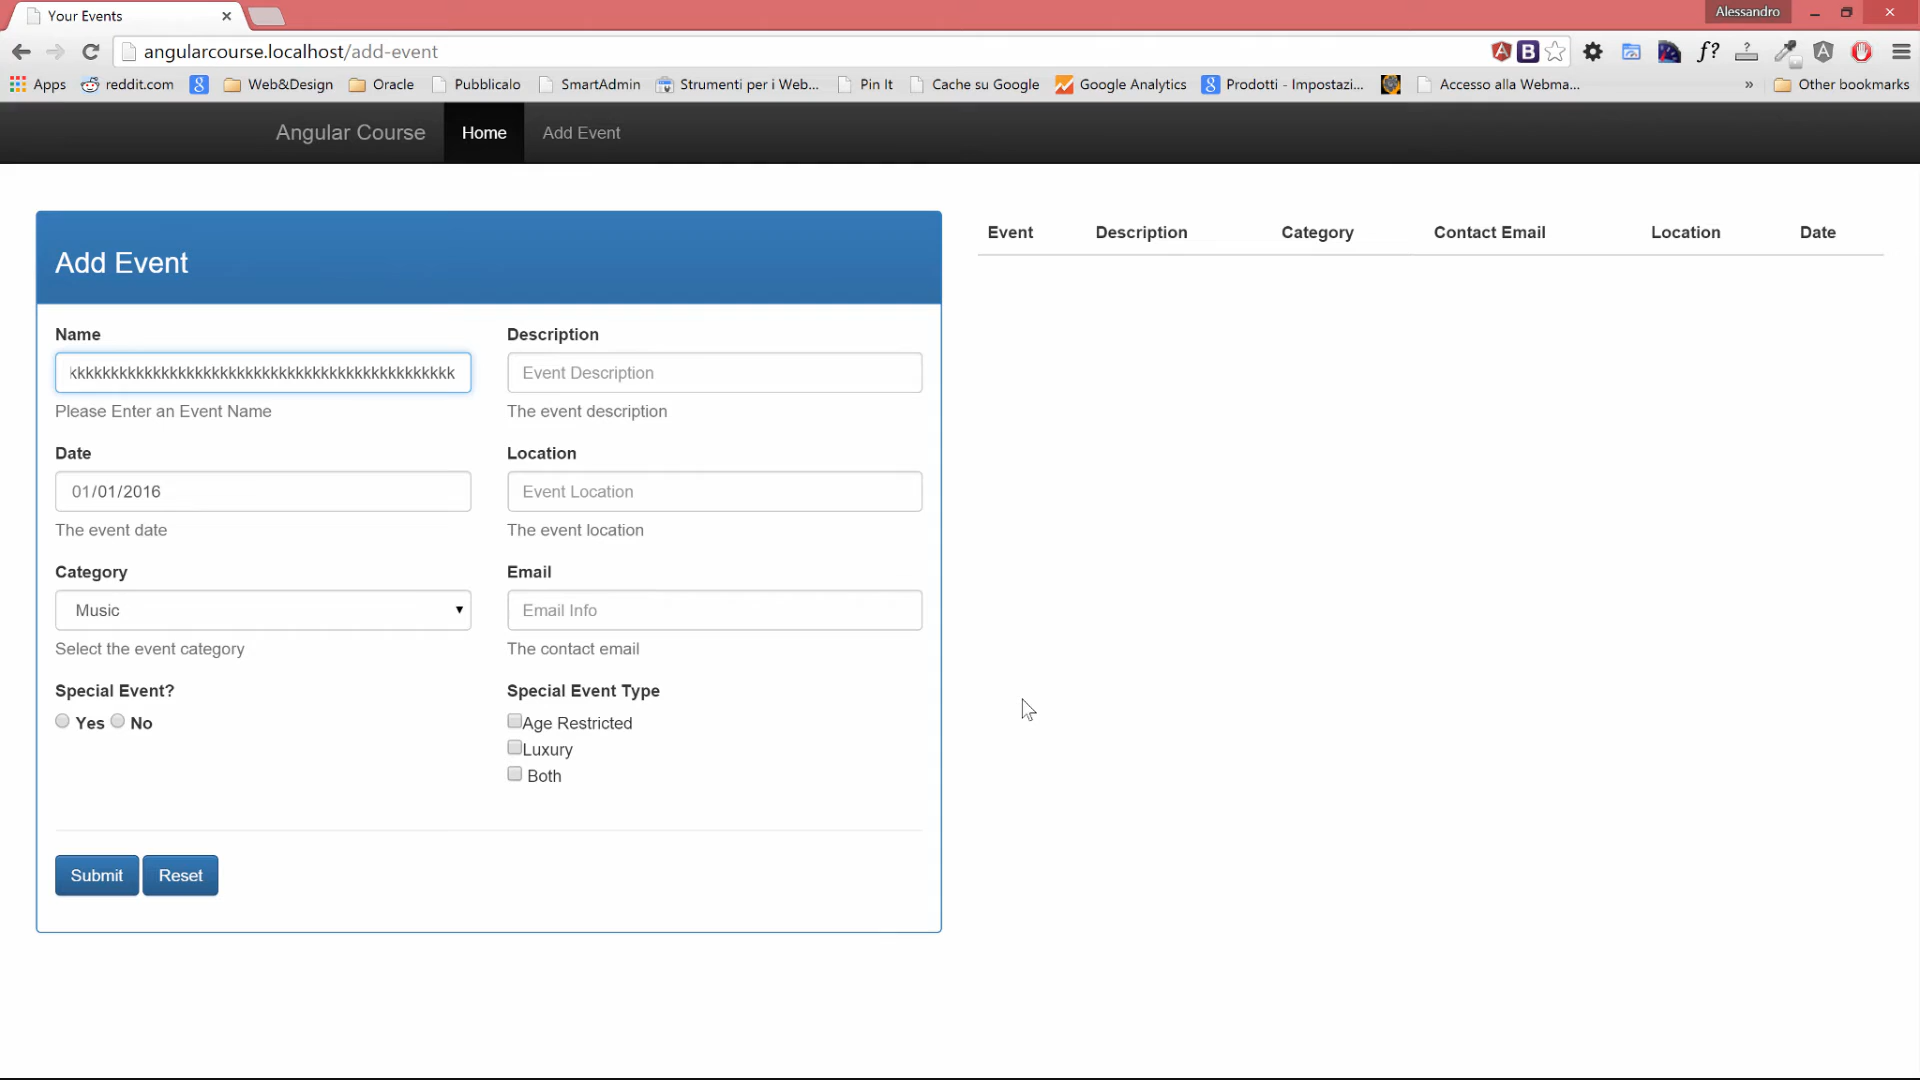 Your Events
Alessandro
angularcourse.localhost/add-event
Apps reddit.com Web&Design Oracle Pubblicalo SmartAdmin Strumenti per i Web... Pin It Cache su Google Google Analytics Prodotti - Impostazi... Accesso alla Webma... » Other bookmarks
Angular Course Home Add Event
Add Event
Event Description Category Contact Email Location Date
Name
Description
kkkkkkkkkkkkkkkkkkkkkkkkkkkkkkkkkkkkkkkkkkkkkk
Event Description
Please Enter an Event Name
The event description
Date
Location
01/01/2016
Event Location
The event date
The event location
Category
Email
Music
Email Info
Select the event category
The contact email
Special Event?
Special Event Type
Yes No
Age Restricted
Luxury
Both
Submit Reset